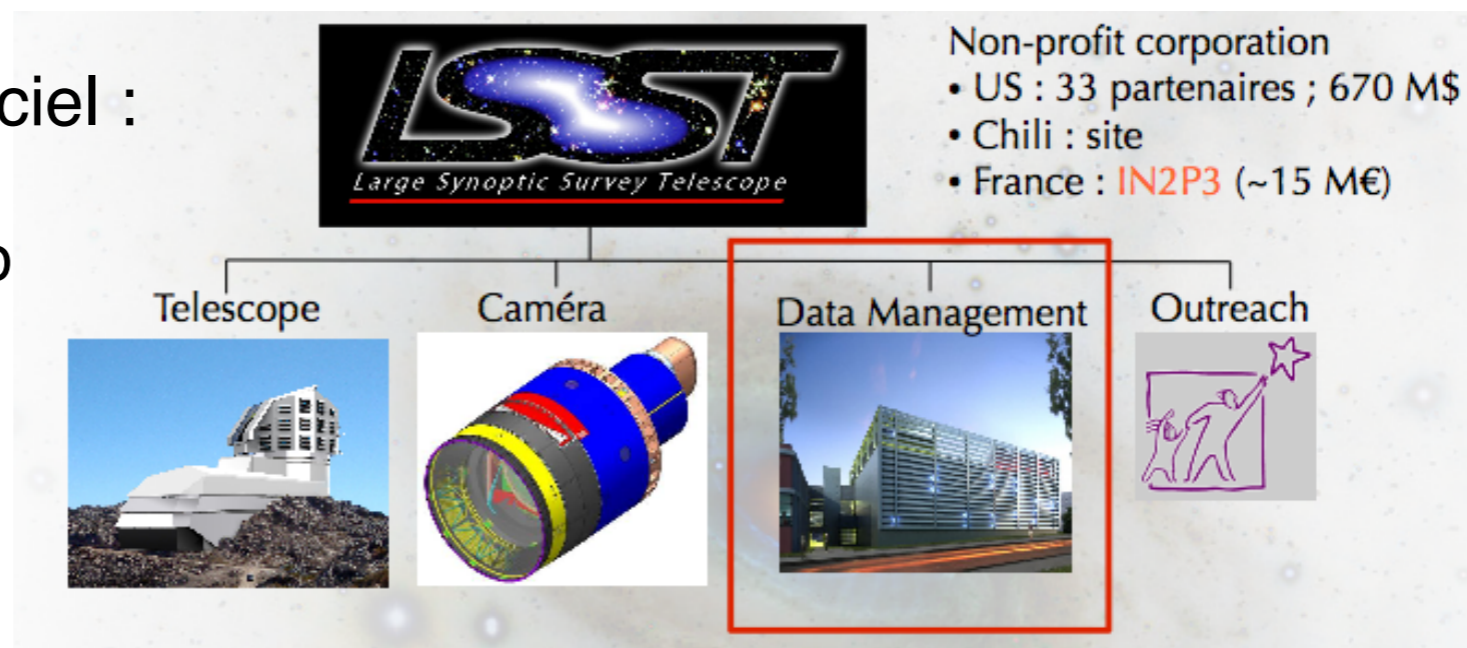 ciel :
LSST
Large Synoptic Survey Telescope
Non-profit corporation
• US : 33 partenaires ; 670 M$
• Chili : site
• France : IN2P3 (~15 M€)
Telescope
Caméra
Data Management
Outreach